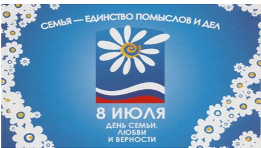 СЕМЬЯ — ЕДИНСТВО ПОМЫСЛОВ И ДЕЛ
8 ИЮЛЯ
ДЕНЬ СЕМЬИ,
ЛЮБВИ
И ВЕРНОСТИ